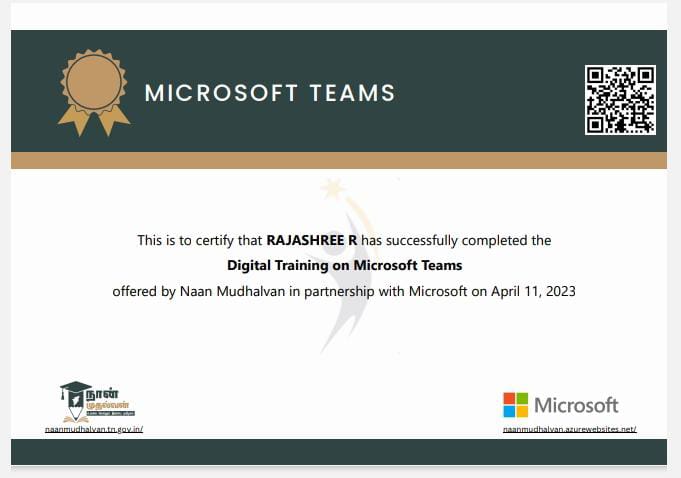 MICROSOFT TEAMS
This is to certify that RAJASHREE R has successfully completed the
Digital Training on Microsoft Teams
offered by Naan Mudhalvan in partnership with Microsoft on April 11, 2023
நான்
முதல்வன்
naanmudhalvan.tn.gov.in/
Microsoft
naanmudhalvan.azurewebsites.net/